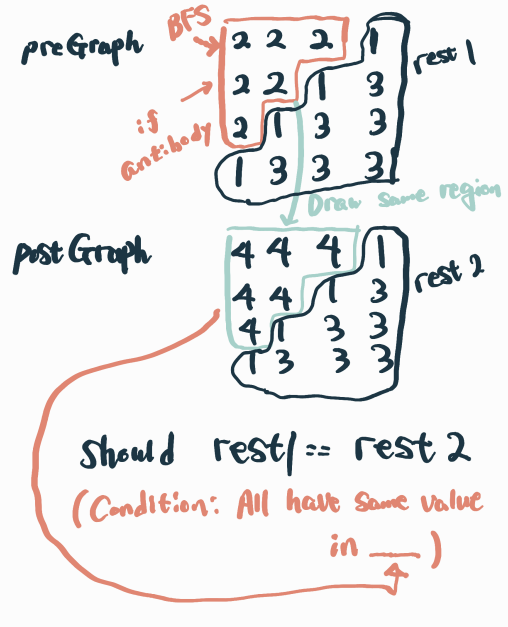 BFS
preGraph
2 2 2 1
rest 1
2 2 1 3
if
antibody
2 1 3 3
1 3 3 3
Draw same region
postGraph
4 4 4 1
rest 2
4 4 1 3
4 1 3 3
1 3 3 3
should rest1 == rest 2
(Condition: All have same value
in ___ )
4